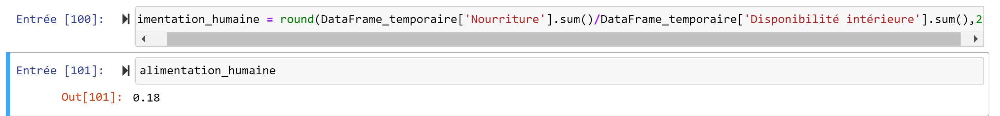 Entrée [100]: imentation_humaine = round(DataFrame_temporaire['Nourriture'].sum()/DataFrame_temporaire['Disponibilité intérieure'].sum(),2
Entrée [101]: alimentation_humaine
Out[101]: 0.18